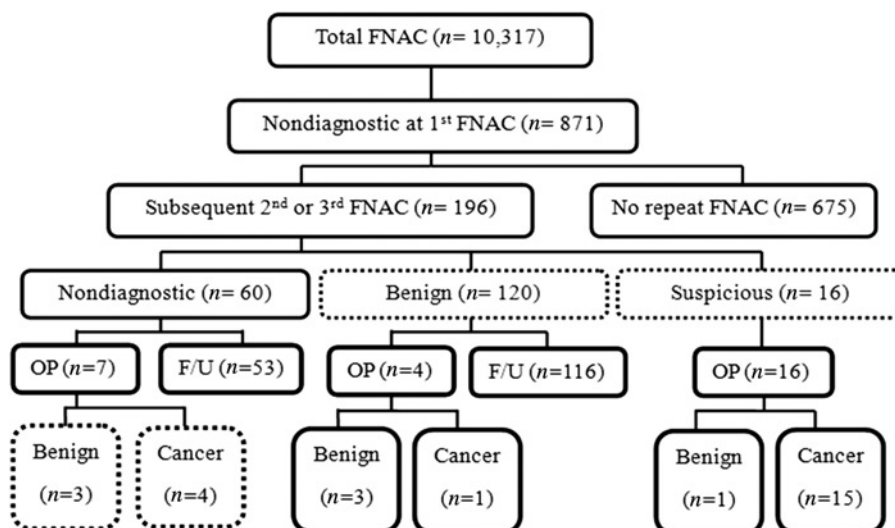 Total FNAC (n= 10,317)
Nondiagnostic at 1st FNAC (n= 871)
Subsequent 2nd or 3rd FNAC (n= 196)
No repeat FNAC (n= 675)
Nondiagnostic (n= 60)
Benign (n= 120)
Suspicious (n= 16)
OP (n=7)
F/U (n=53)
OP (n=4)
F/U (n=116)
OP (n=16)
Benign
(n=3)
Cancer
(n=4)
Benign
(n=3)
Cancer
(n=1)
Benign
(n=1)
Cancer
(n=15)